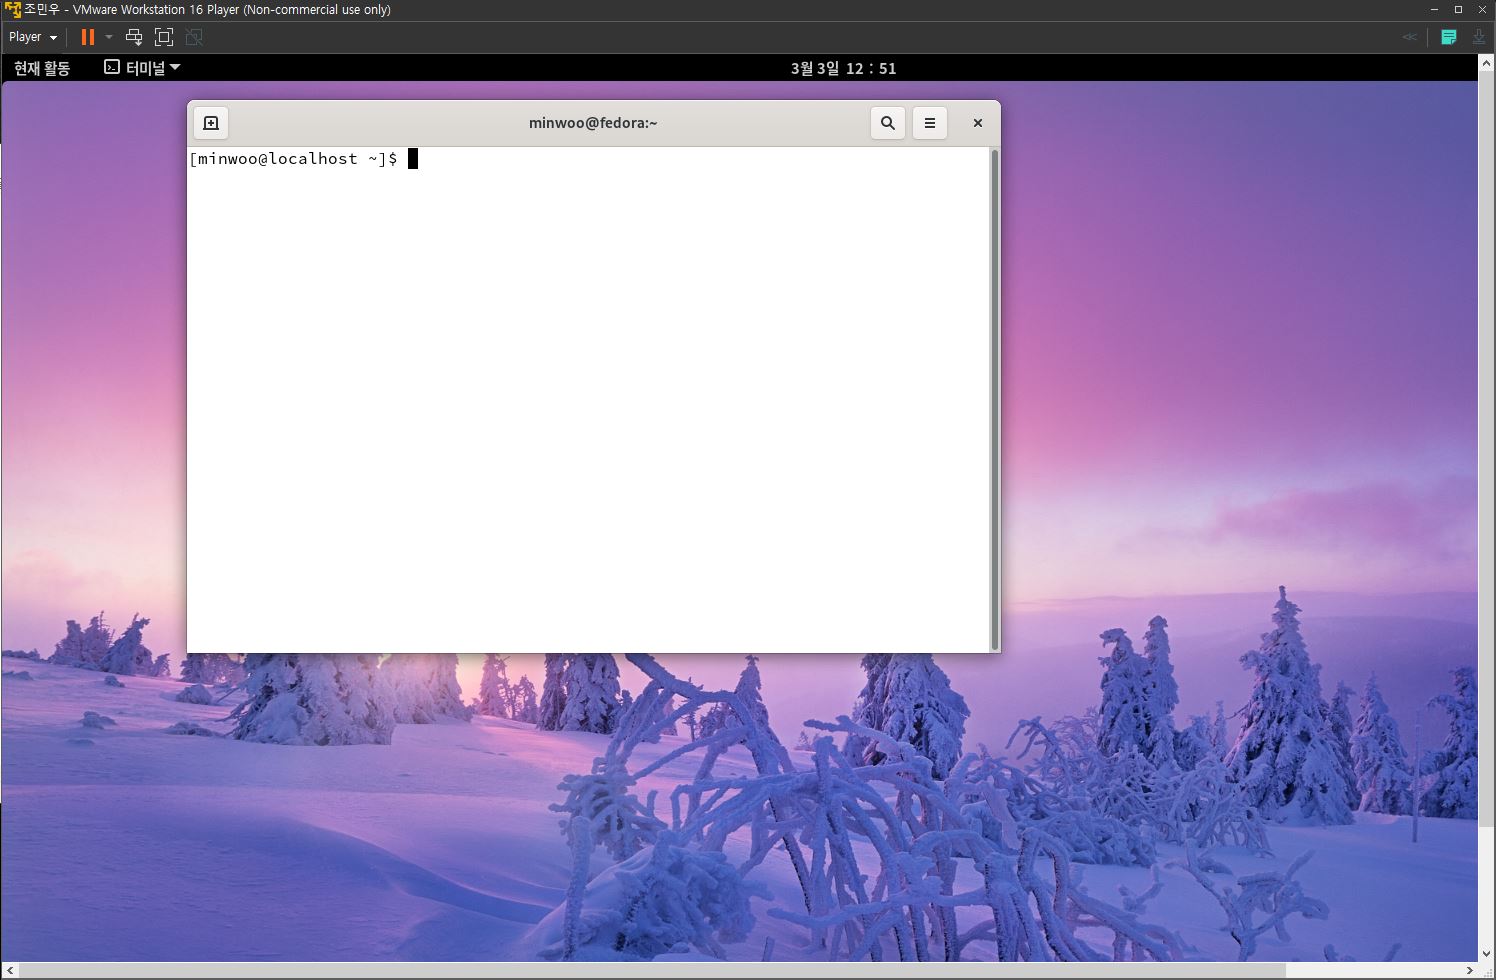 조민우 - VMware Workstation 16 Player (Non-commercial use only)
Player
현재 활동 터미널 3월 3일 12 : 51
minwoo@fedora:~
[minwoo@localhost ~]$